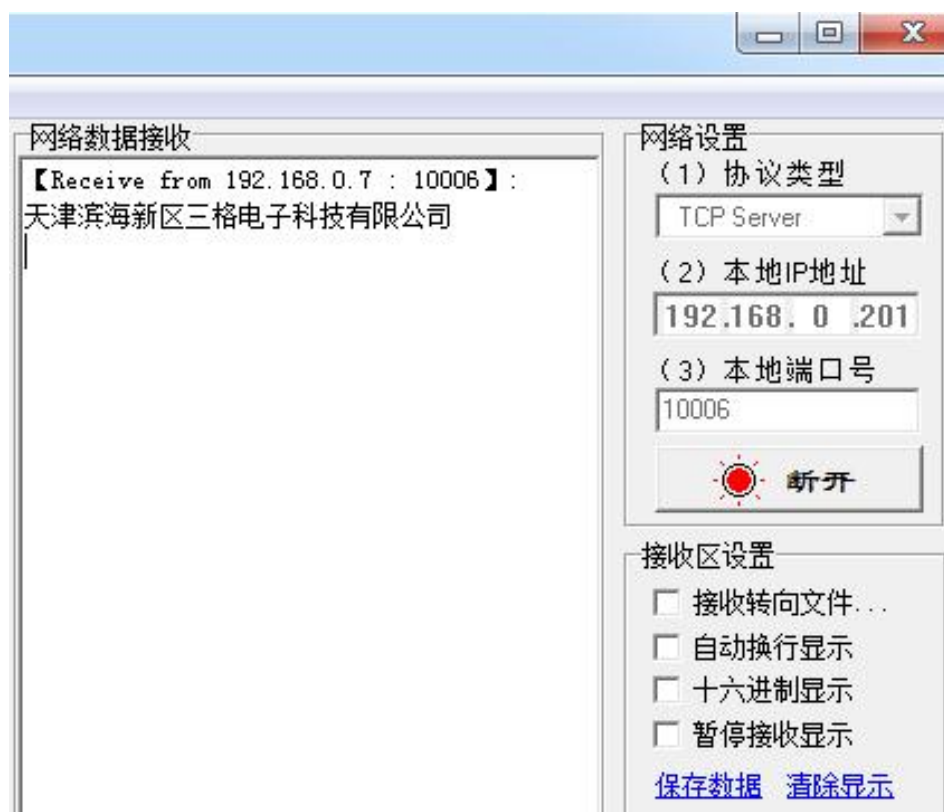 网络数据接收
【Receive from 192.168.0.7 : 10006】:
天津滨海新区三格电子科技有限公司
网络设置
(1) 协议类型
TCP Server
(2) 本地IP地址
192.168. 0 .201
(3) 本地端口号
10006
断开
接收区设置
接收转向文件...
自动换行显示
十六进制显示
暂停接收显示
保存数据 清除显示